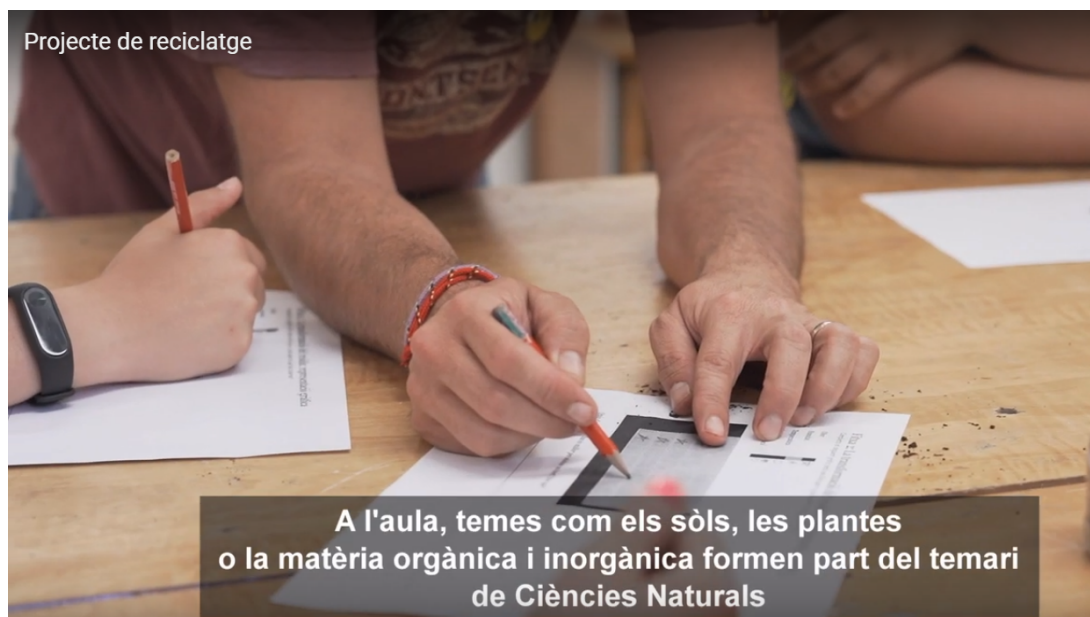 Projecte de reciclatge
A l'aula, temes com els sòls, les plantes
o la matèria orgànica i inorgànica formen part del temari
de Ciències Naturals